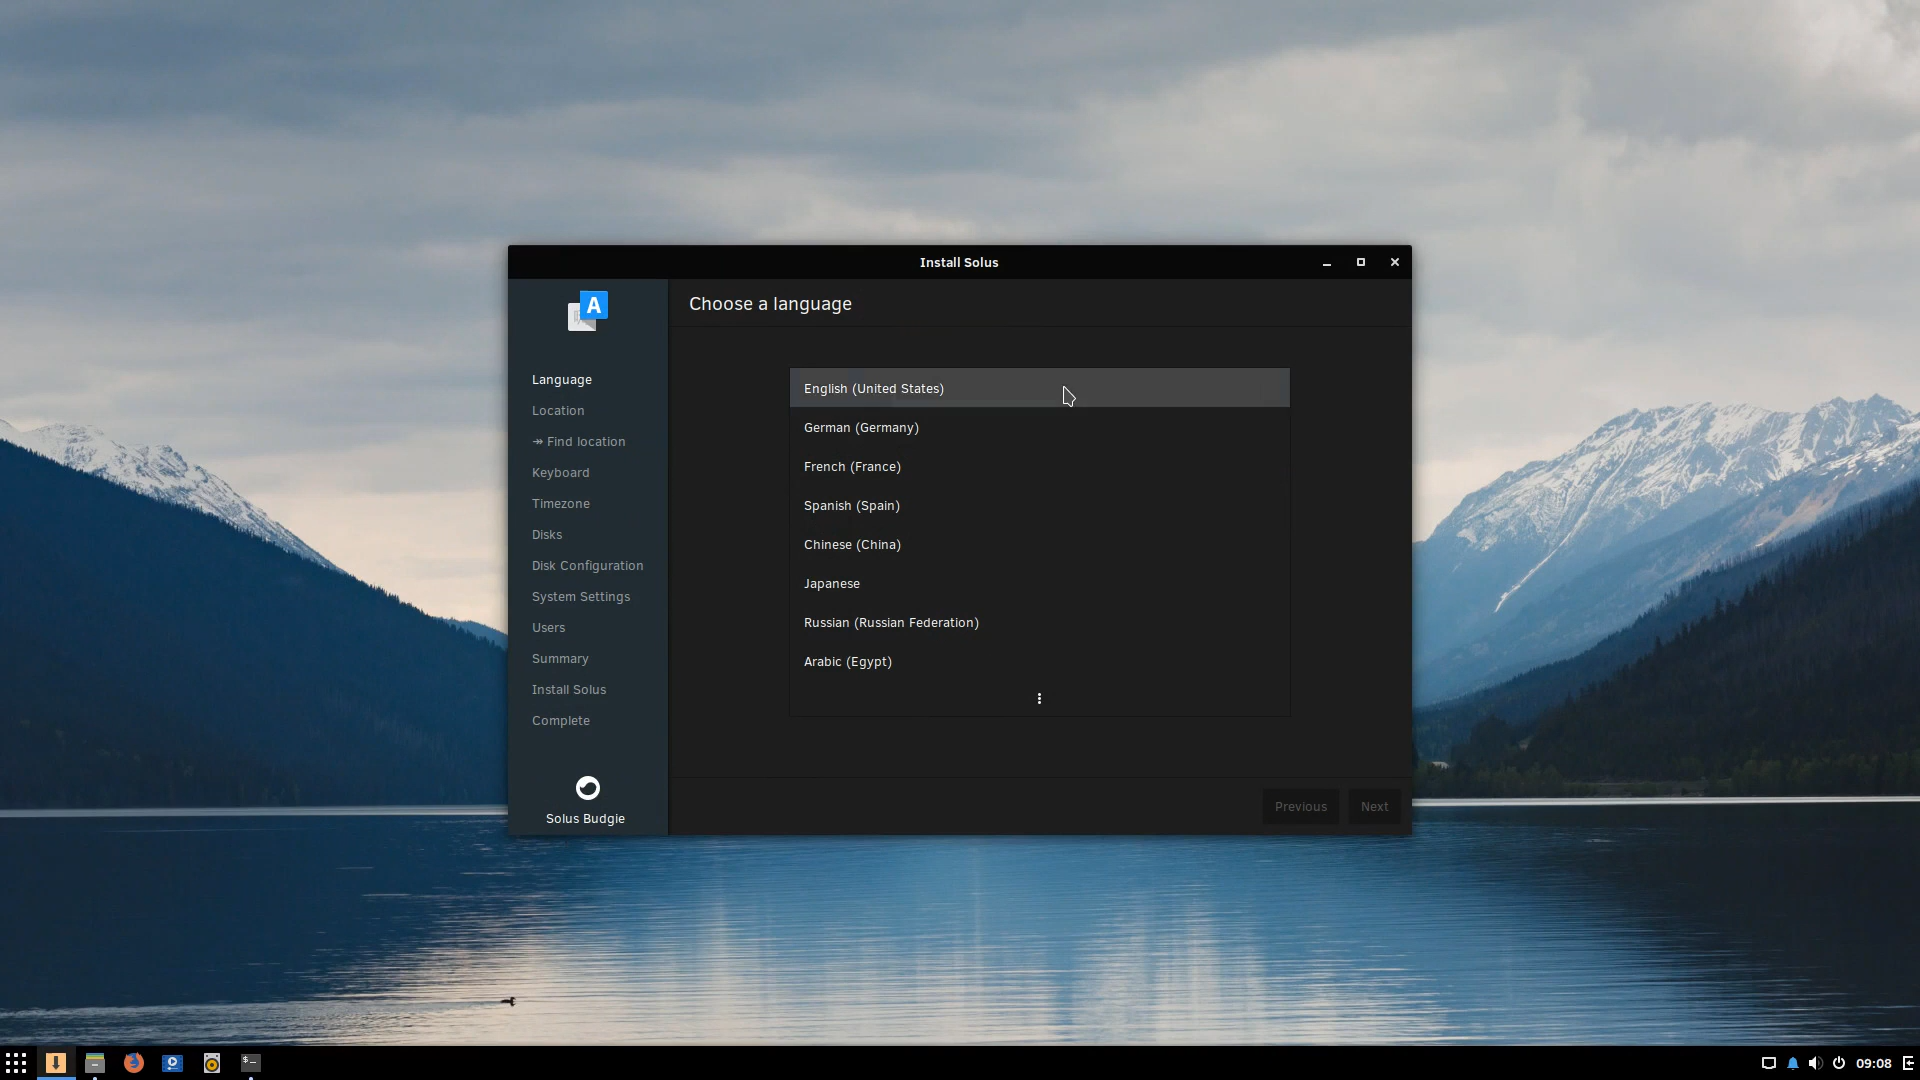 Install Solus
Choose a language
Language
Location
↠ Find location
Keyboard
Timezone
Disks
Disk Configuration
System Settings
Users
Summary
Install Solus
Complete
Solus Budgie
English (United States)
German (Germany)
French (France)
Spanish (Spain)
Chinese (China)
Japanese
Russian (Russian Federation)
Arabic (Egypt)
Previous
Next
09:08